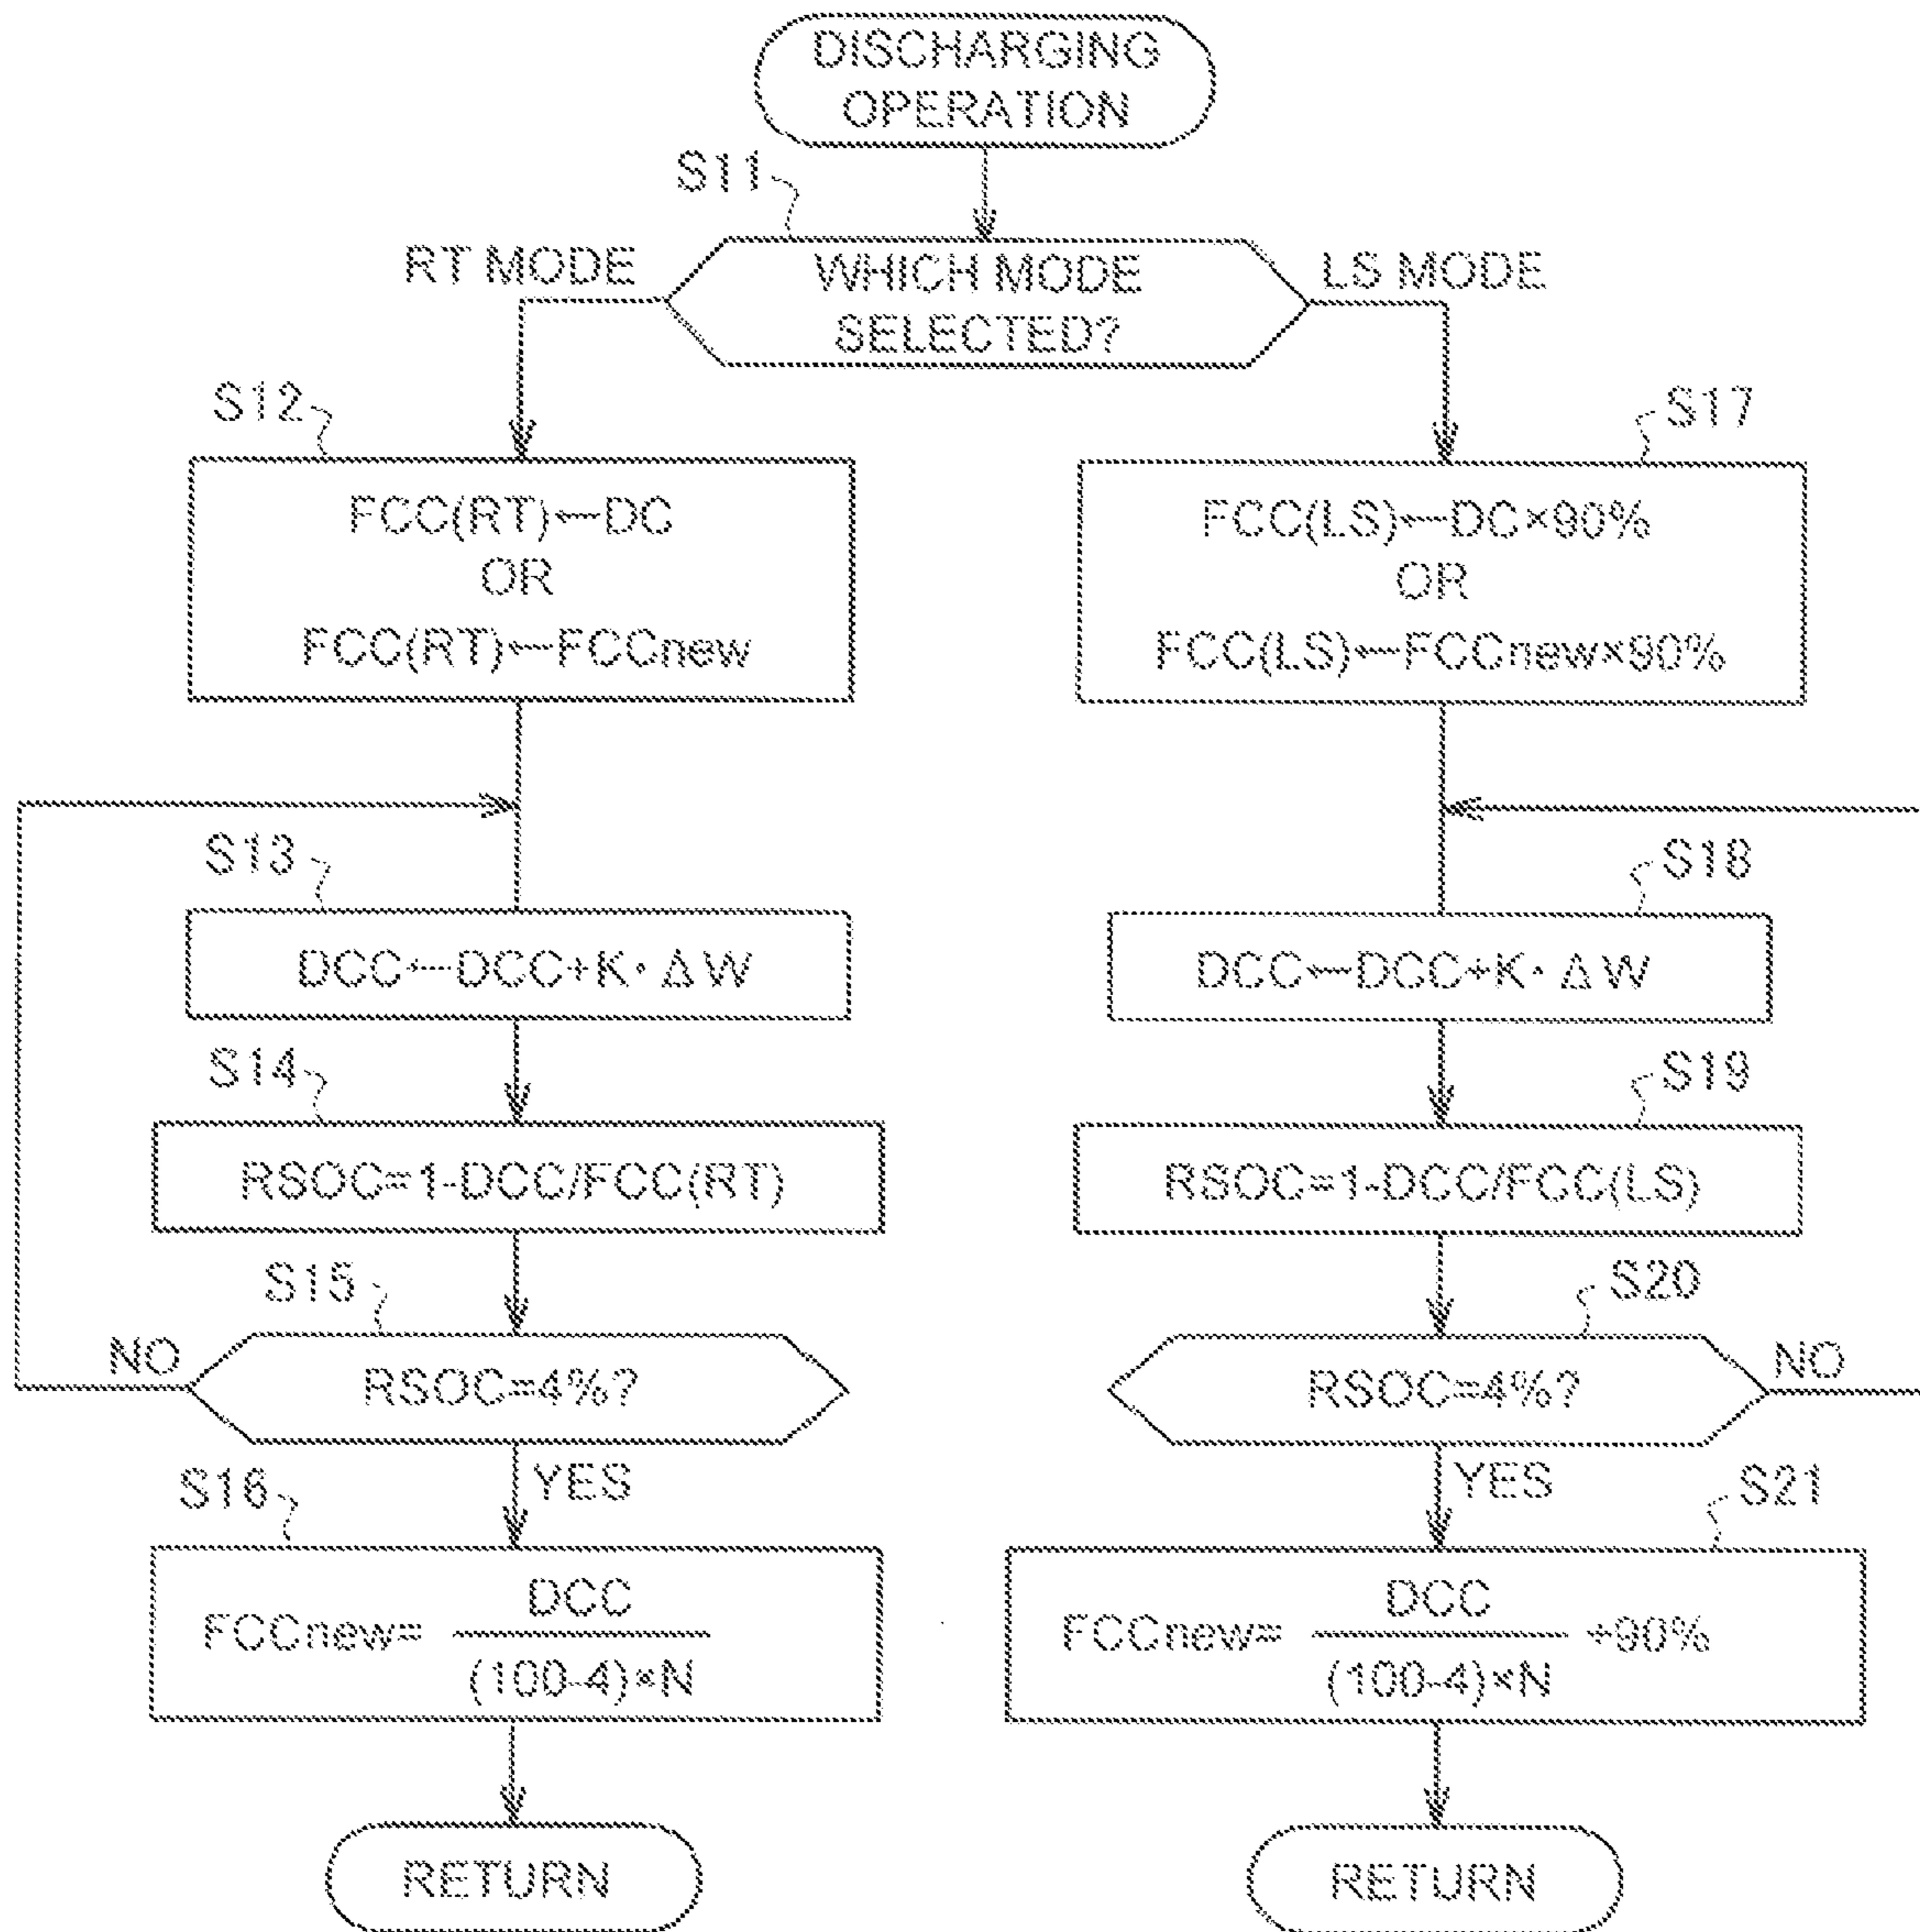 DISCHARGING
OPERATION
S11
RT MODE
WHICH MODE
SELECTED?
LS MODE
S12
FCC(RT)←DC
OR
FCC(RT)←FCCnew
S17
FCC(LS)←DC×90%
OR
FCC(LS)←FCCnew×90%
S13
DCC←DCC+K·ΔW
S18
DCC←DCC+K·ΔW
S14
RSOC=1-DCC/FCC(RT)
S19
RSOC=1-DCC/FCC(LS)
S15
NO
RSOC=4%?
YES
S20
RSOC=4%?
NO
YES
S16
FCCnew= DCC
(100-4)×N
S21
FCCnew= DCC ÷90%
(100-4)×N
RETURN
RETURN